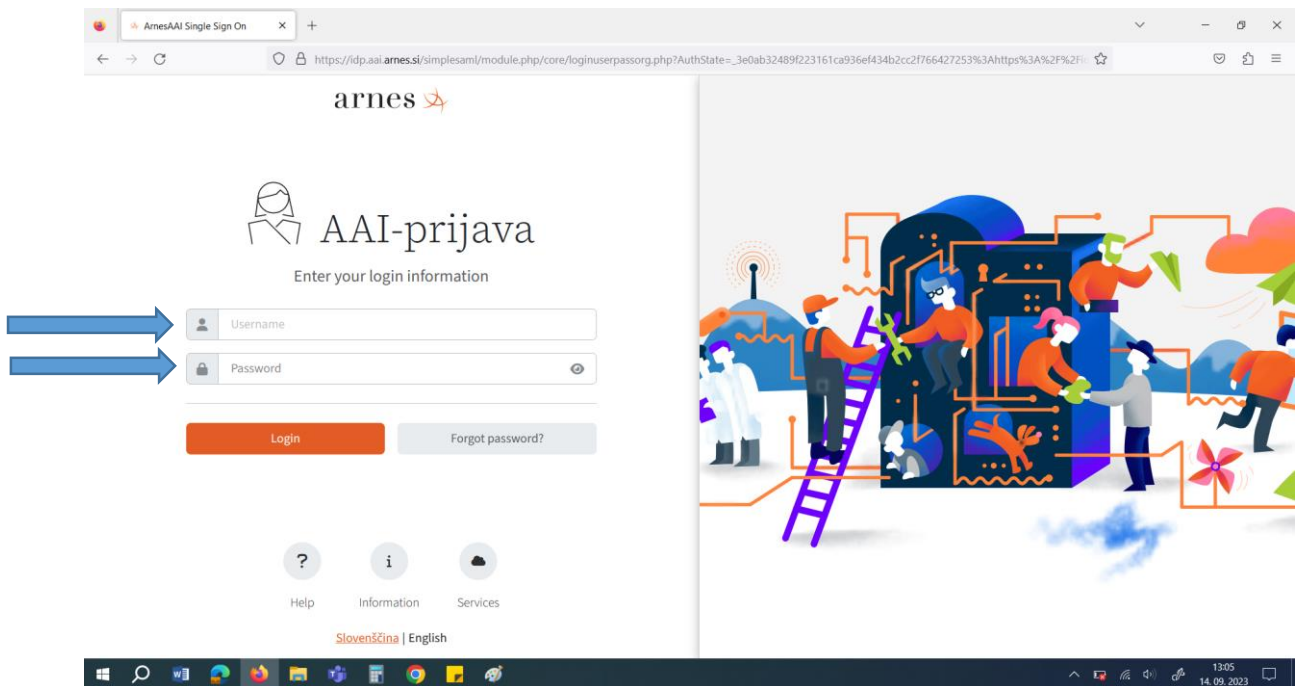 ArnesAAI Single Sign On
https://idp.aai.arnes.si/simplesaml/module.php/core/loginuserpassorg.php?AuthState=_3e0ab32489f223161ca936ef434b2cc2f766427253%3Ahttps%3A%2F%2Fi
arnes
AAI-prijava
Enter your login information
Username
Password
Login Forgot password?
? i
Help Information Services
Slovenščina | English
13:05
14. 09. 2023